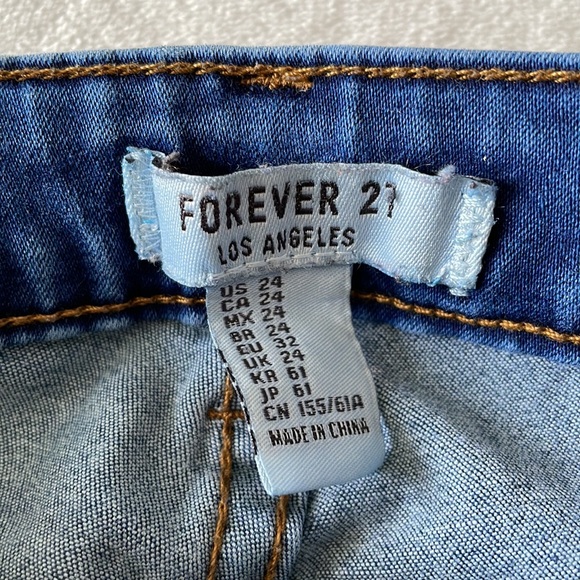 FOREVER 21
LOS ANGELES
US 24
CA 24
MX 24
BR 24
EU 32
UK 24
KR 61
JP 61
CN 155/61A
MADE IN CHINA